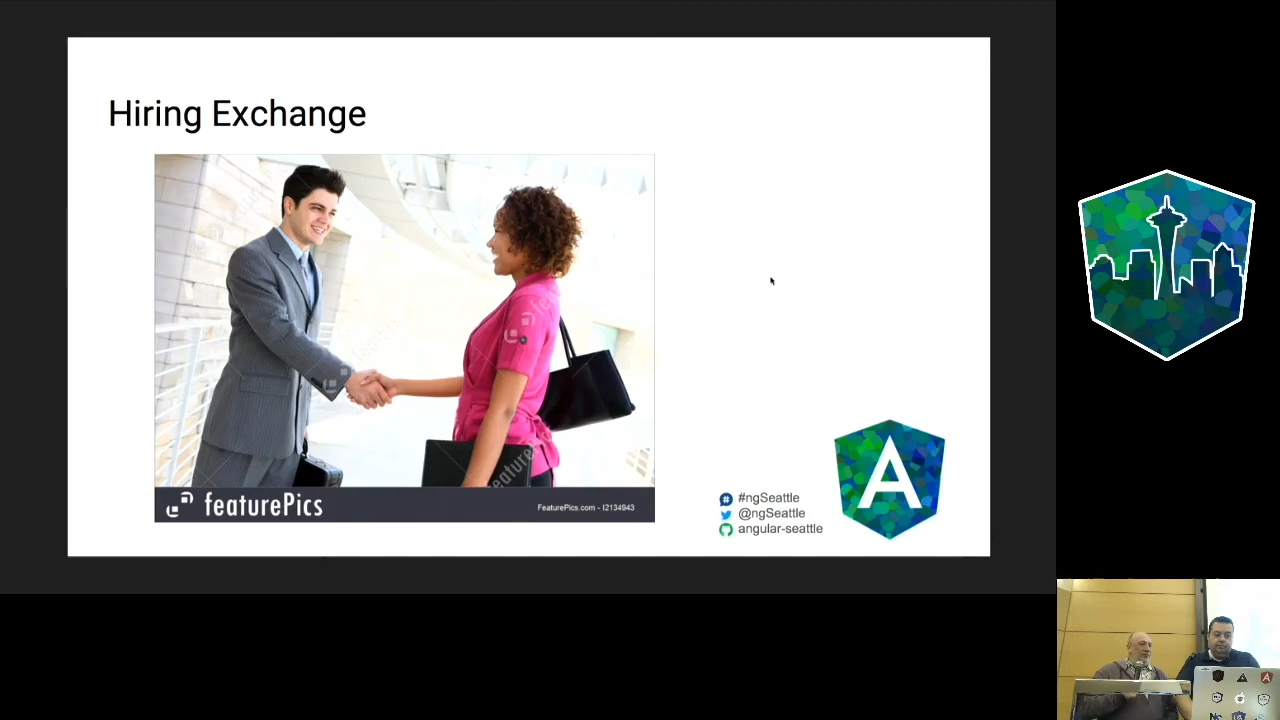 Hiring Exchange
featurePics
FeaturePics.com - I2134943
#ngSeattle
@ngSeattle
angular-seattle
A